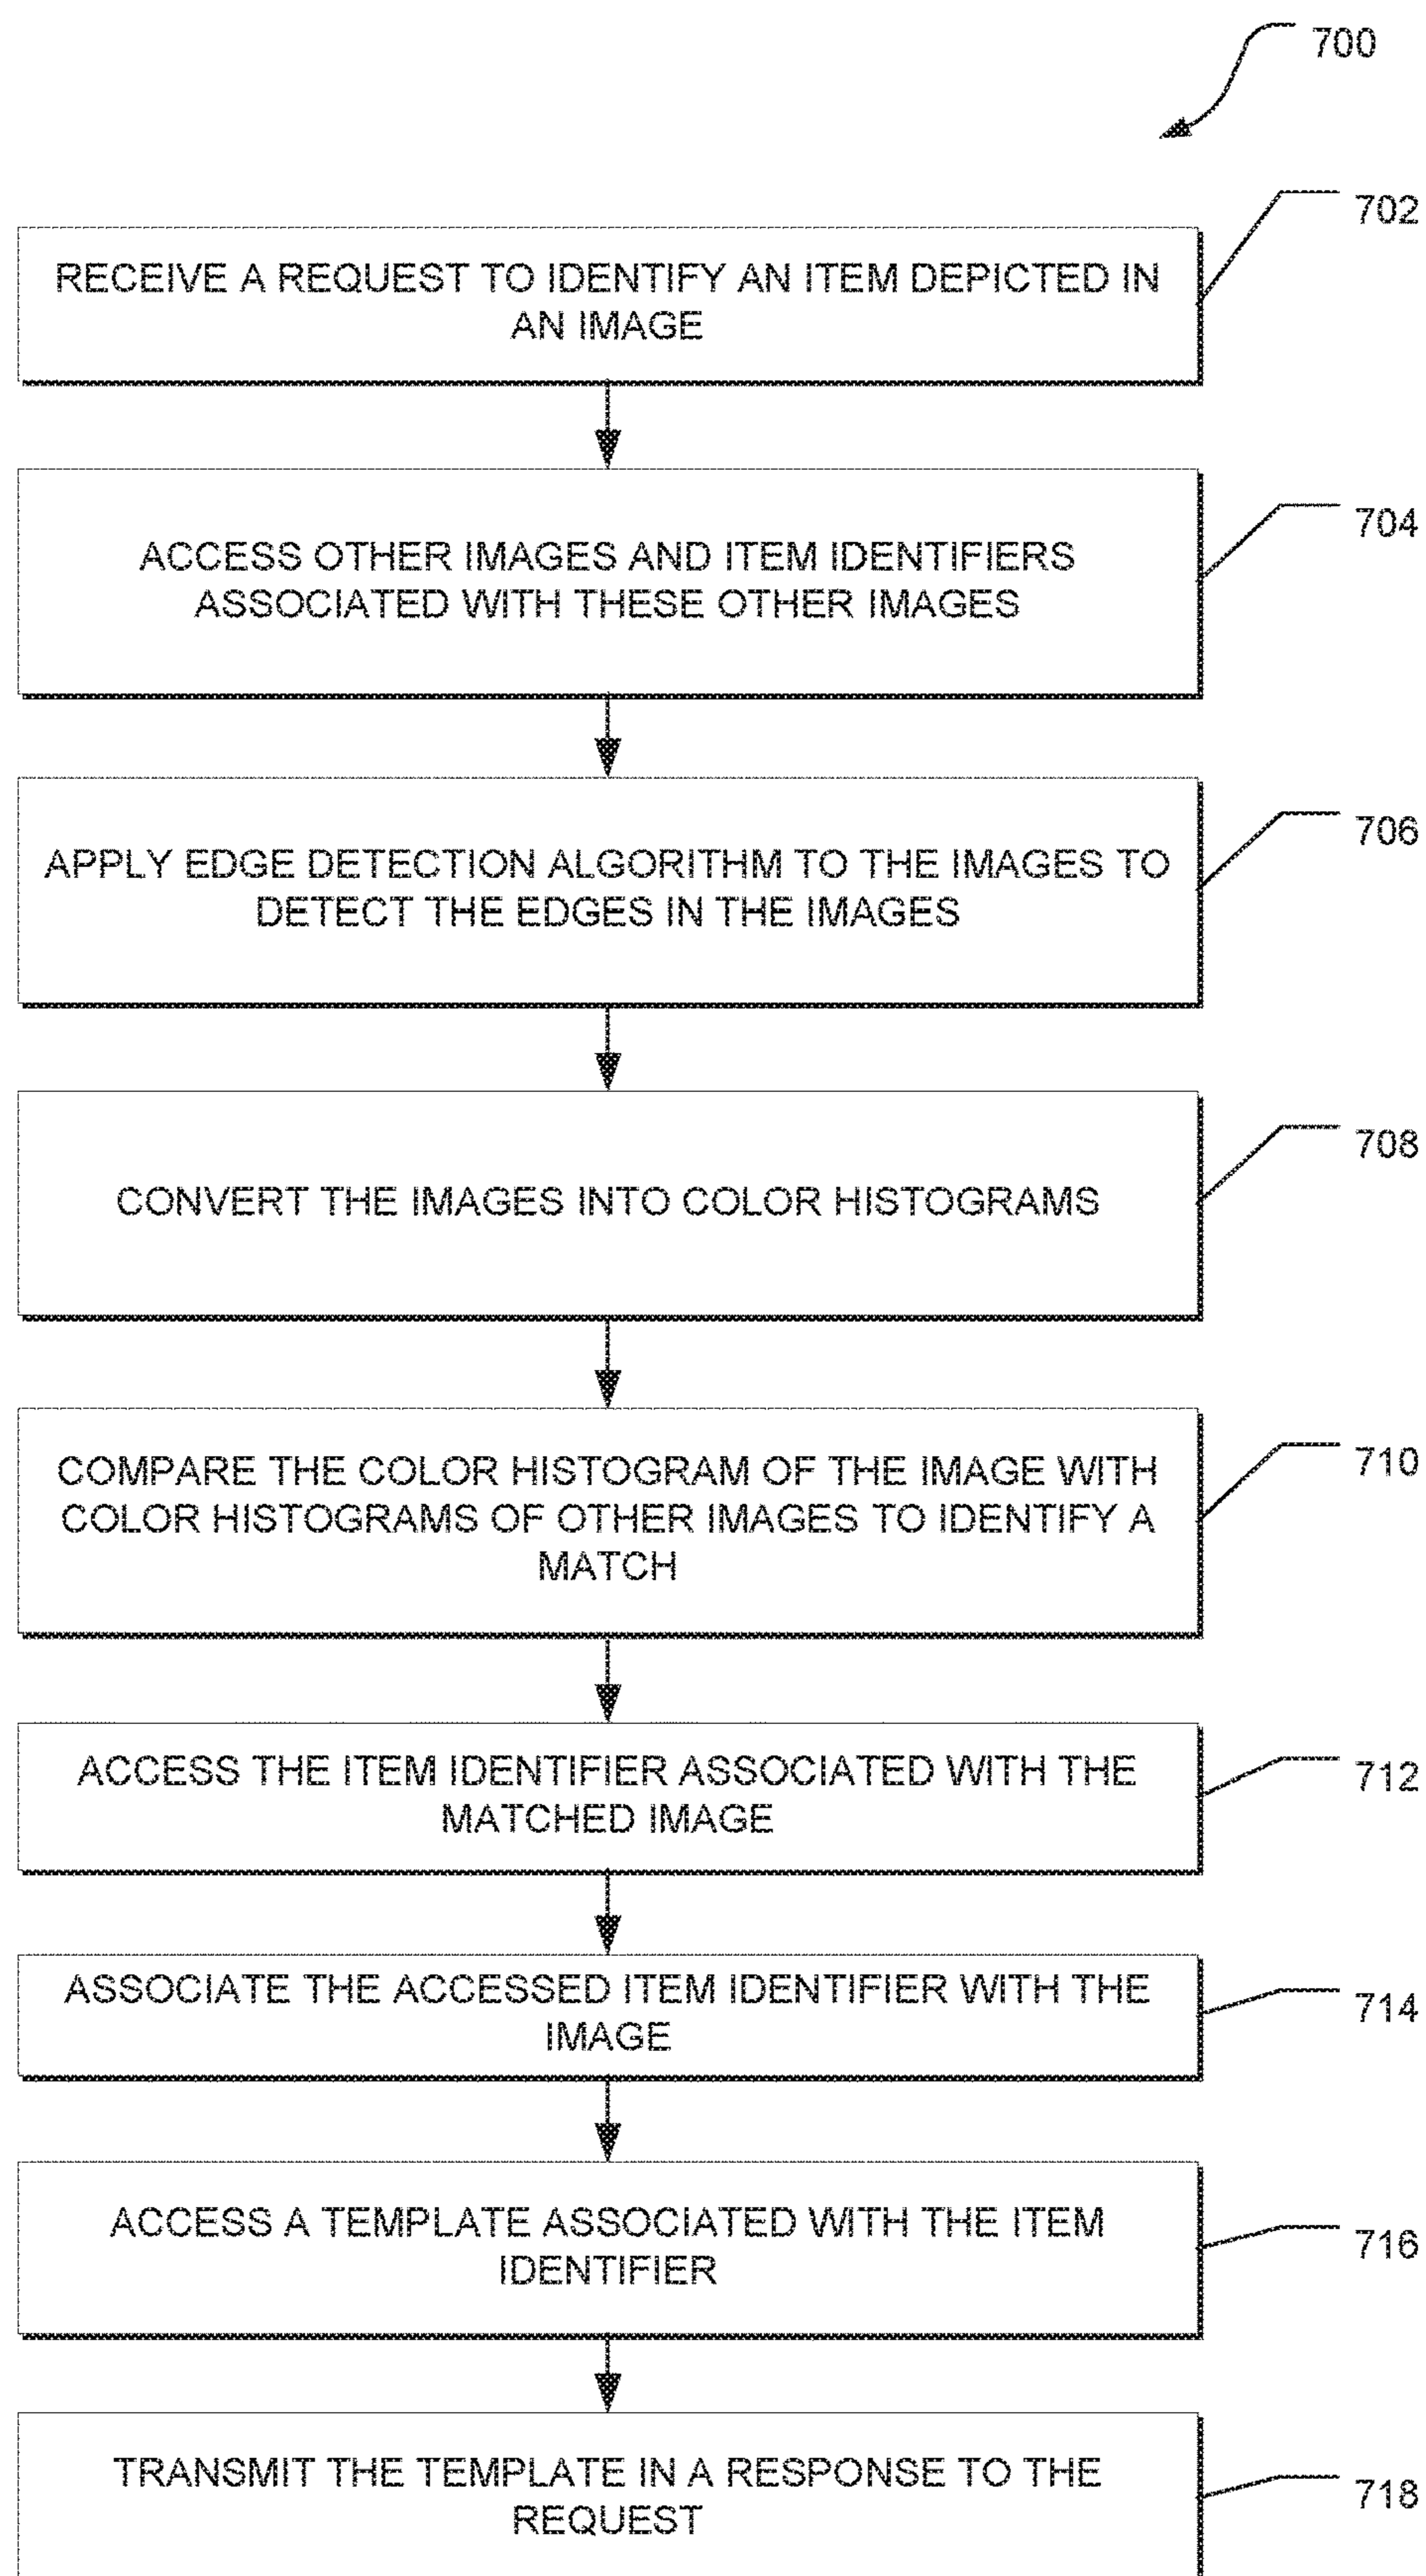 700
702
RECEIVE A REQUEST TO IDENTIFY AN ITEM DEPICTED IN
AN IMAGE
704
ACCESS OTHER IMAGES AND ITEM IDENTIFIERS
ASSOCIATED WITH THESE OTHER IMAGES
706
APPLY EDGE DETECTION ALGORITHM TO THE IMAGES TO
DETECT THE EDGES IN THE IMAGES
708
CONVERT THE IMAGES INTO COLOR HISTOGRAMS
710
COMPARE THE COLOR HISTOGRAM OF THE IMAGE WITH
COLOR HISTOGRAMS OF OTHER IMAGES TO IDENTIFY A
MATCH
712
ACCESS THE ITEM IDENTIFIER ASSOCIATED WITH THE
MATCHED IMAGE
714
ASSOCIATE THE ACCESSED ITEM IDENTIFIER WITH THE
IMAGE
716
ACCESS A TEMPLATE ASSOCIATED WITH THE ITEM
IDENTIFIER
718
TRANSMIT THE TEMPLATE IN A RESPONSE TO THE
REQUEST